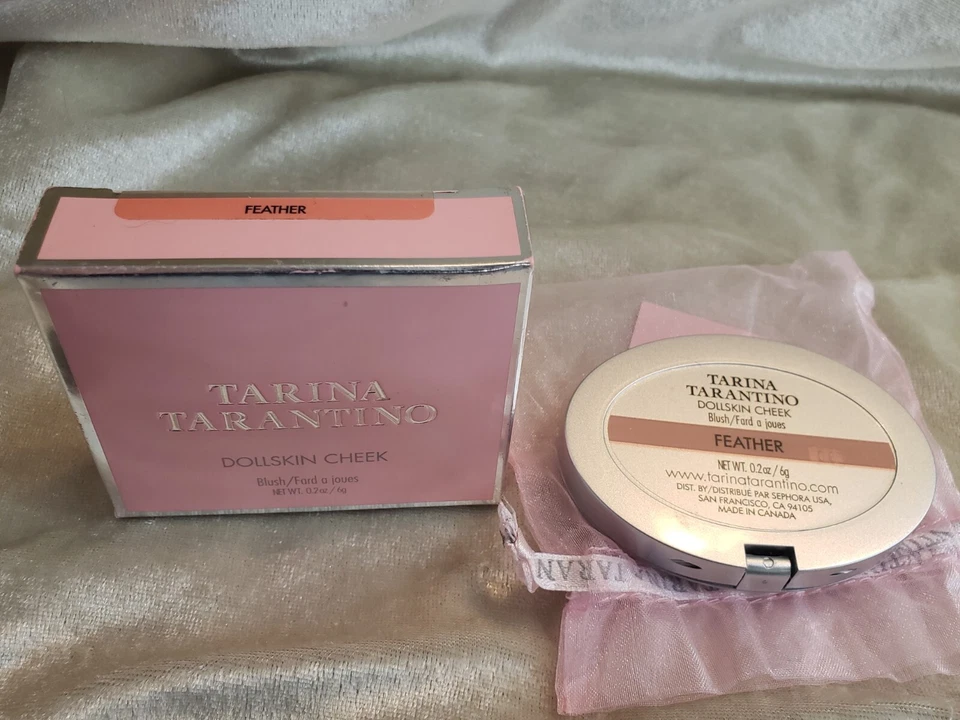 FEATHER
TARINA
TARANTINO
DOLLSKIN CHEEK
Blush/Fard a joues
NET WT. 0.2oz / 6g
TARINA
TARANTINO
DOLLSKIN CHEEK
Blush/Fard a joues
FEATHER
NET WT. 0.2oz / 6g
www.tarinatarantino.com
DIST. BY/DISTRIBUÉ PAR SEPHORA USA,
SAN FRANCISCO, CA 94105
MADE IN CANADA